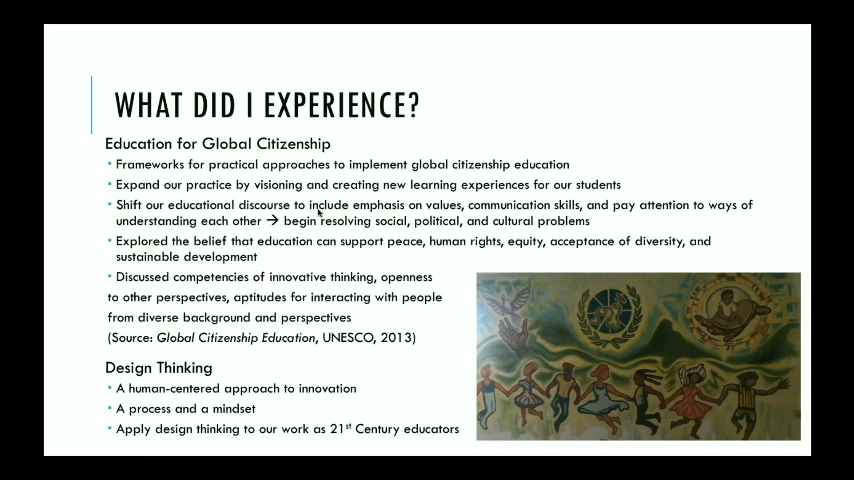 WHAT DID I EXPERIENCE?
Education for Global Citizenship
▪ Frameworks for practical approaches to implement global citizenship education
▪ Expand our practice by visioning and creating new learning experiences for our students
▪ Shift our educational discourse to include emphasis on values, communication skills, and pay attention to ways of
understanding each other → begin resolving social, political, and cultural problems
▪ Explored the belief that education can support peace, human rights, equity, acceptance of diversity, and
sustainable development
▪ Discussed competencies of innovative thinking, openness
to other perspectives, aptitudes for interacting with people
from diverse background and perspectives
(Source: Global Citizenship Education, UNESCO, 2013)
Design Thinking
▪ A human-centered approach to innovation
▪ A process and a mindset
▪ Apply design thinking to our work as 21st Century educators